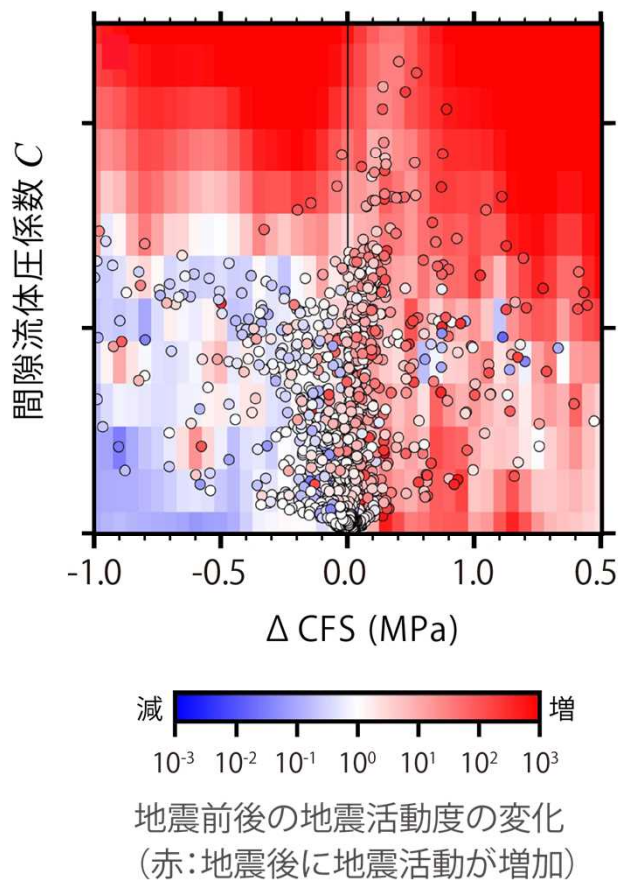 間隙流体圧係数 C
-1.0 -0.5 0.0 1.0 0.5
Δ CFS (MPa)
減 増
10-3 10-2 10-1 100 101 102 103
地震前後の地震活動度の変化
（赤：地震後に地震活動が増加）